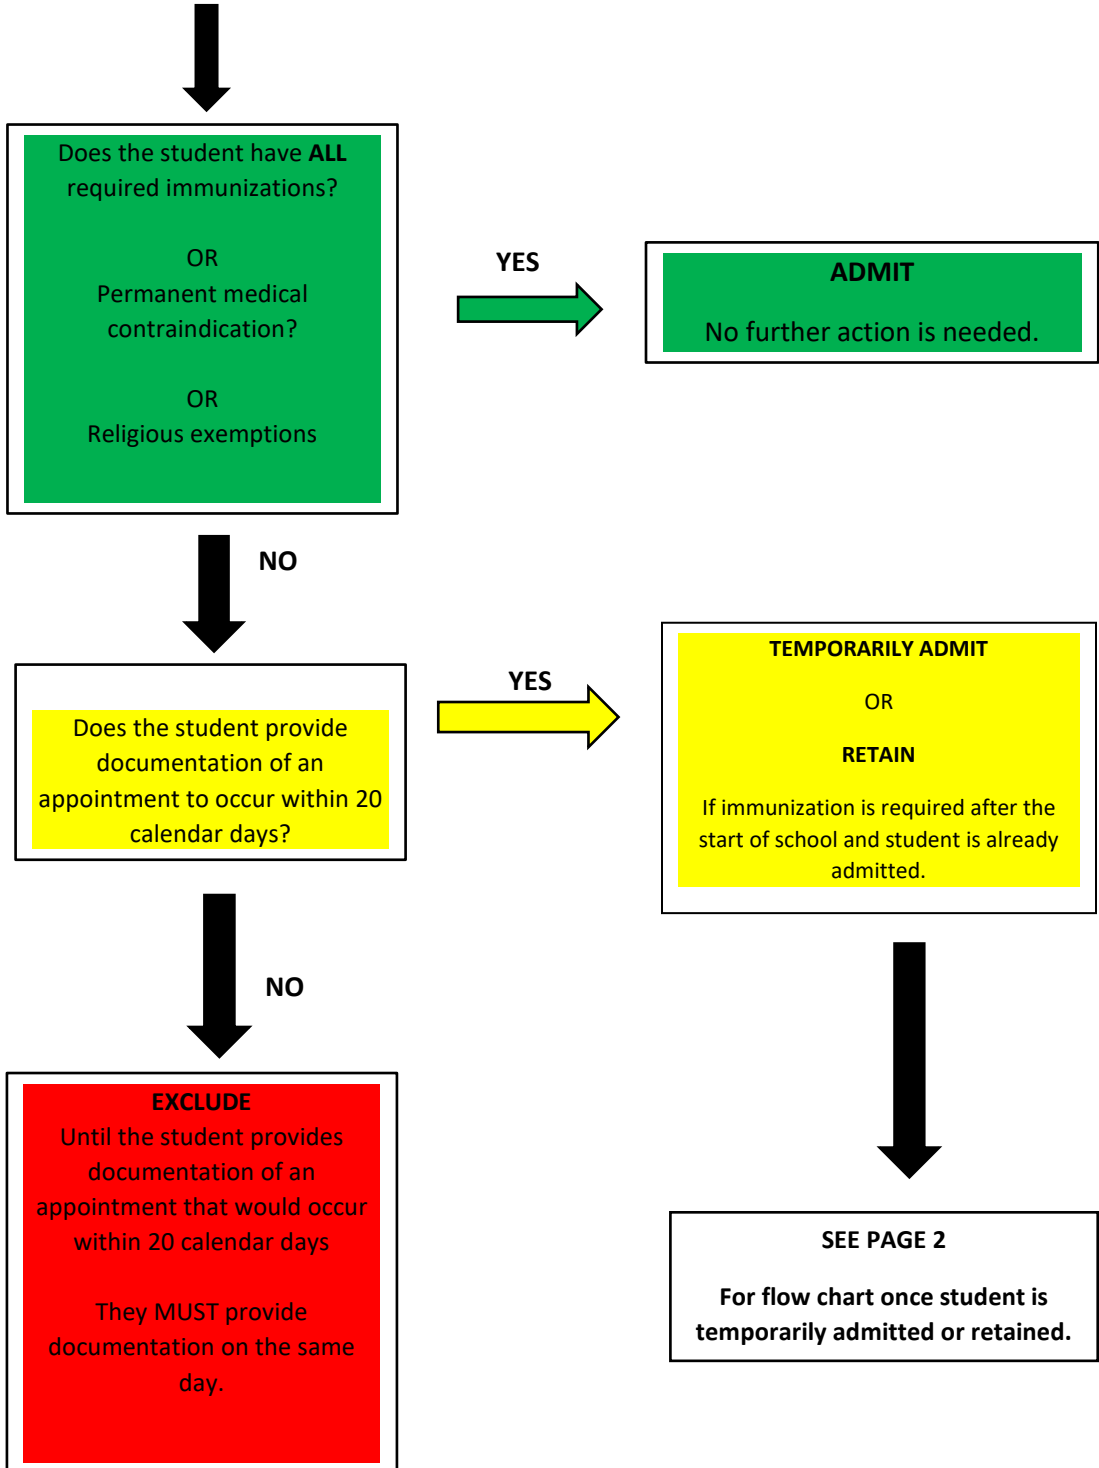 Does the student have ALL
required immunizations?
OR
Permanent medical
contraindication?
OR
Religious exemptions
YES
ADMIT
No further action is needed.
NO
Does the student provide
documentation of an
appointment to occur within 20
calendar days?
YES
TEMPORARILY ADMIT
OR
RETAIN
If immunization is required after the
start of school and student is already
admitted.
NO
EXCLUDE
Until the student provides
documentation of an
appointment that would occur
within 20 calendar days
They MUST provide
documentation on the same
day.
SEE PAGE 2
For flow chart once student is
temporarily admitted or retained.